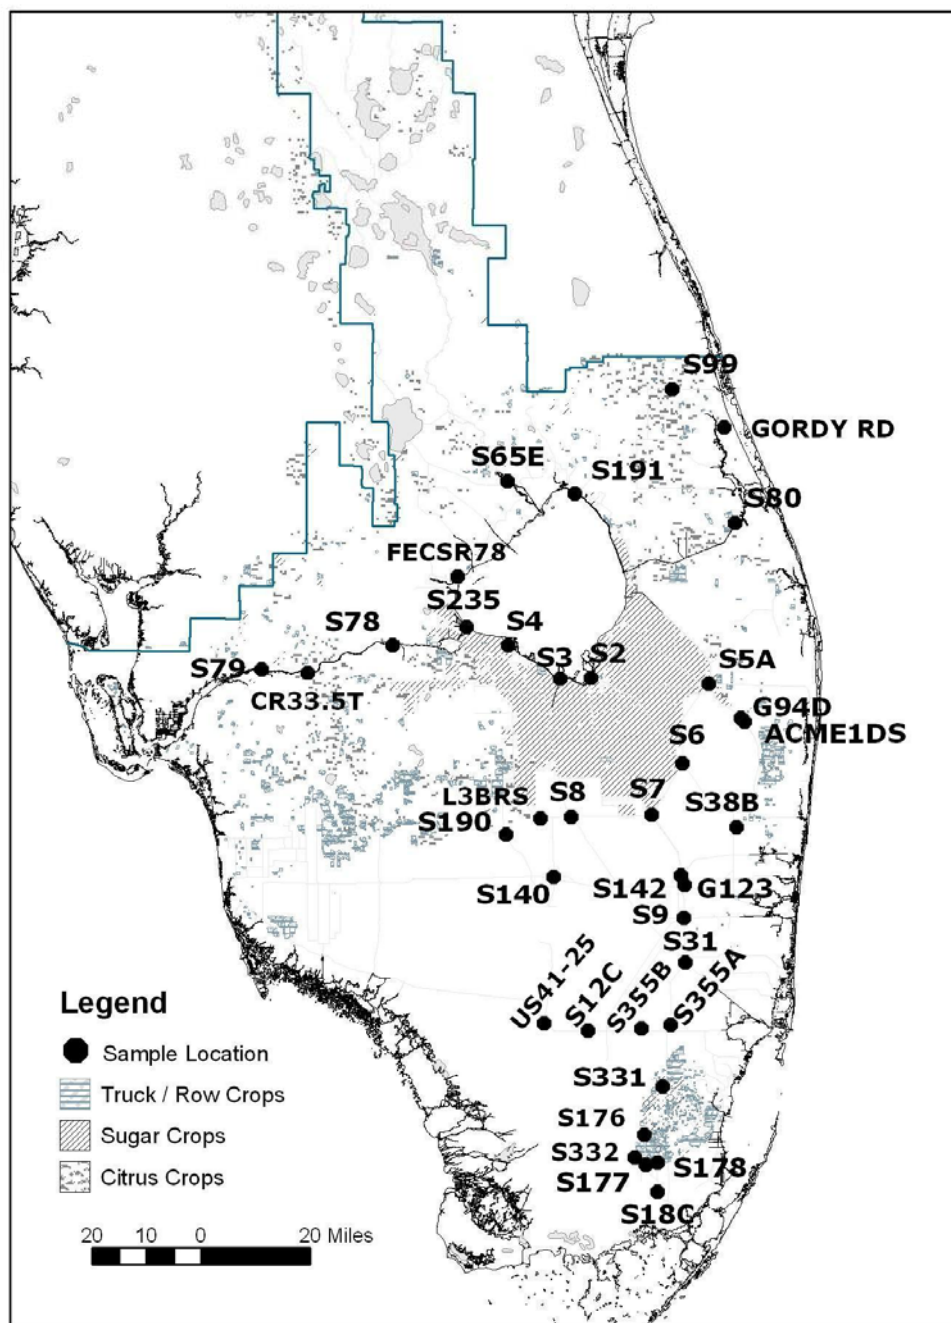 S99
GORDY RD
S65E
S191
S80
FECSR78
S235
S78
S4
S3
S2
S79
CR33.5T
S5A
G94D
ACME1DS
S6
L3BRS
S8
S7
S38B
S190
S140
S142
G123
S9
S31
US41-25
S12C
S355B
S355A
Legend
Sample Location
Truck / Row Crops
Sugar Crops
Citrus Crops
S331
S176
S332
S178
S177
S18C
20 10 0 20 Miles